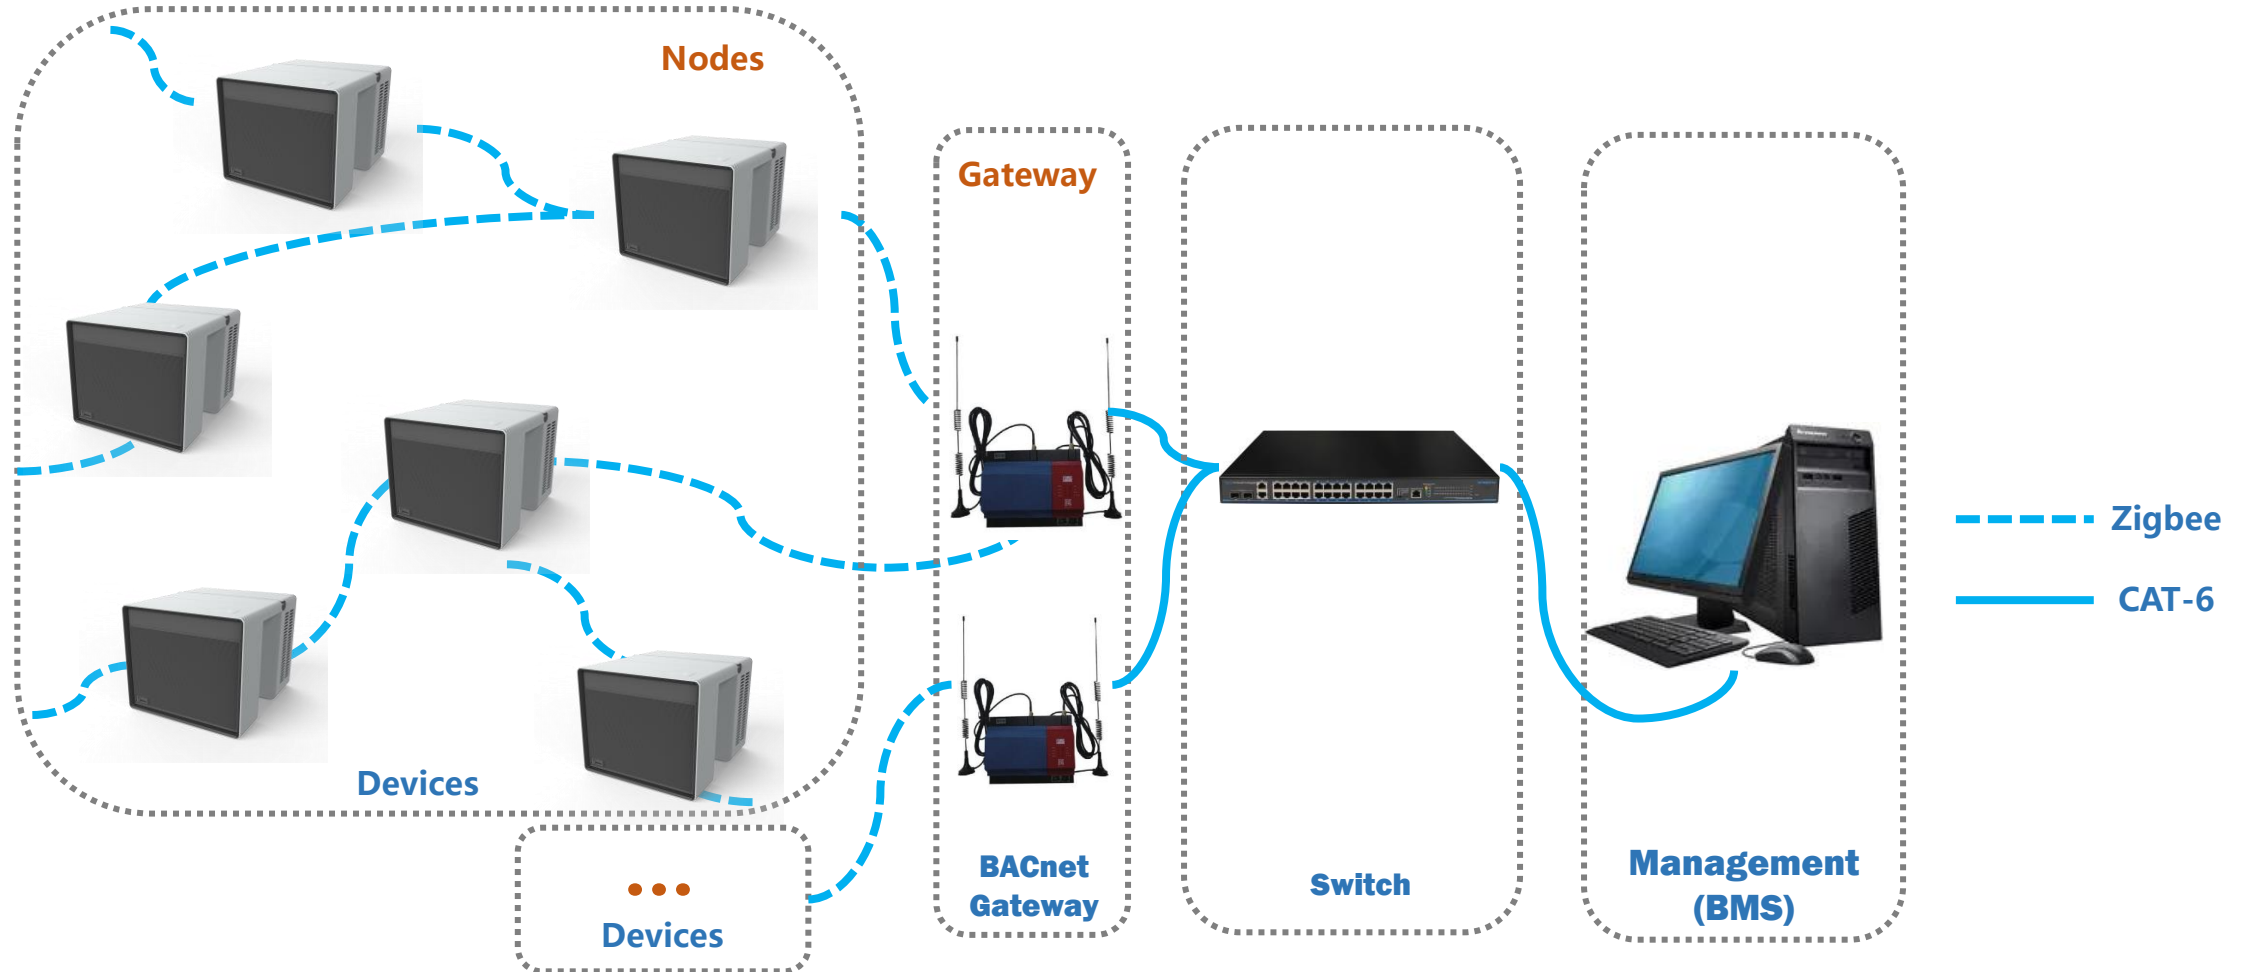 Nodes
Gateway
Zigbee
CAT-6
Devices
BACnet
Gateway
Switch
Management
(BMS)
Devices